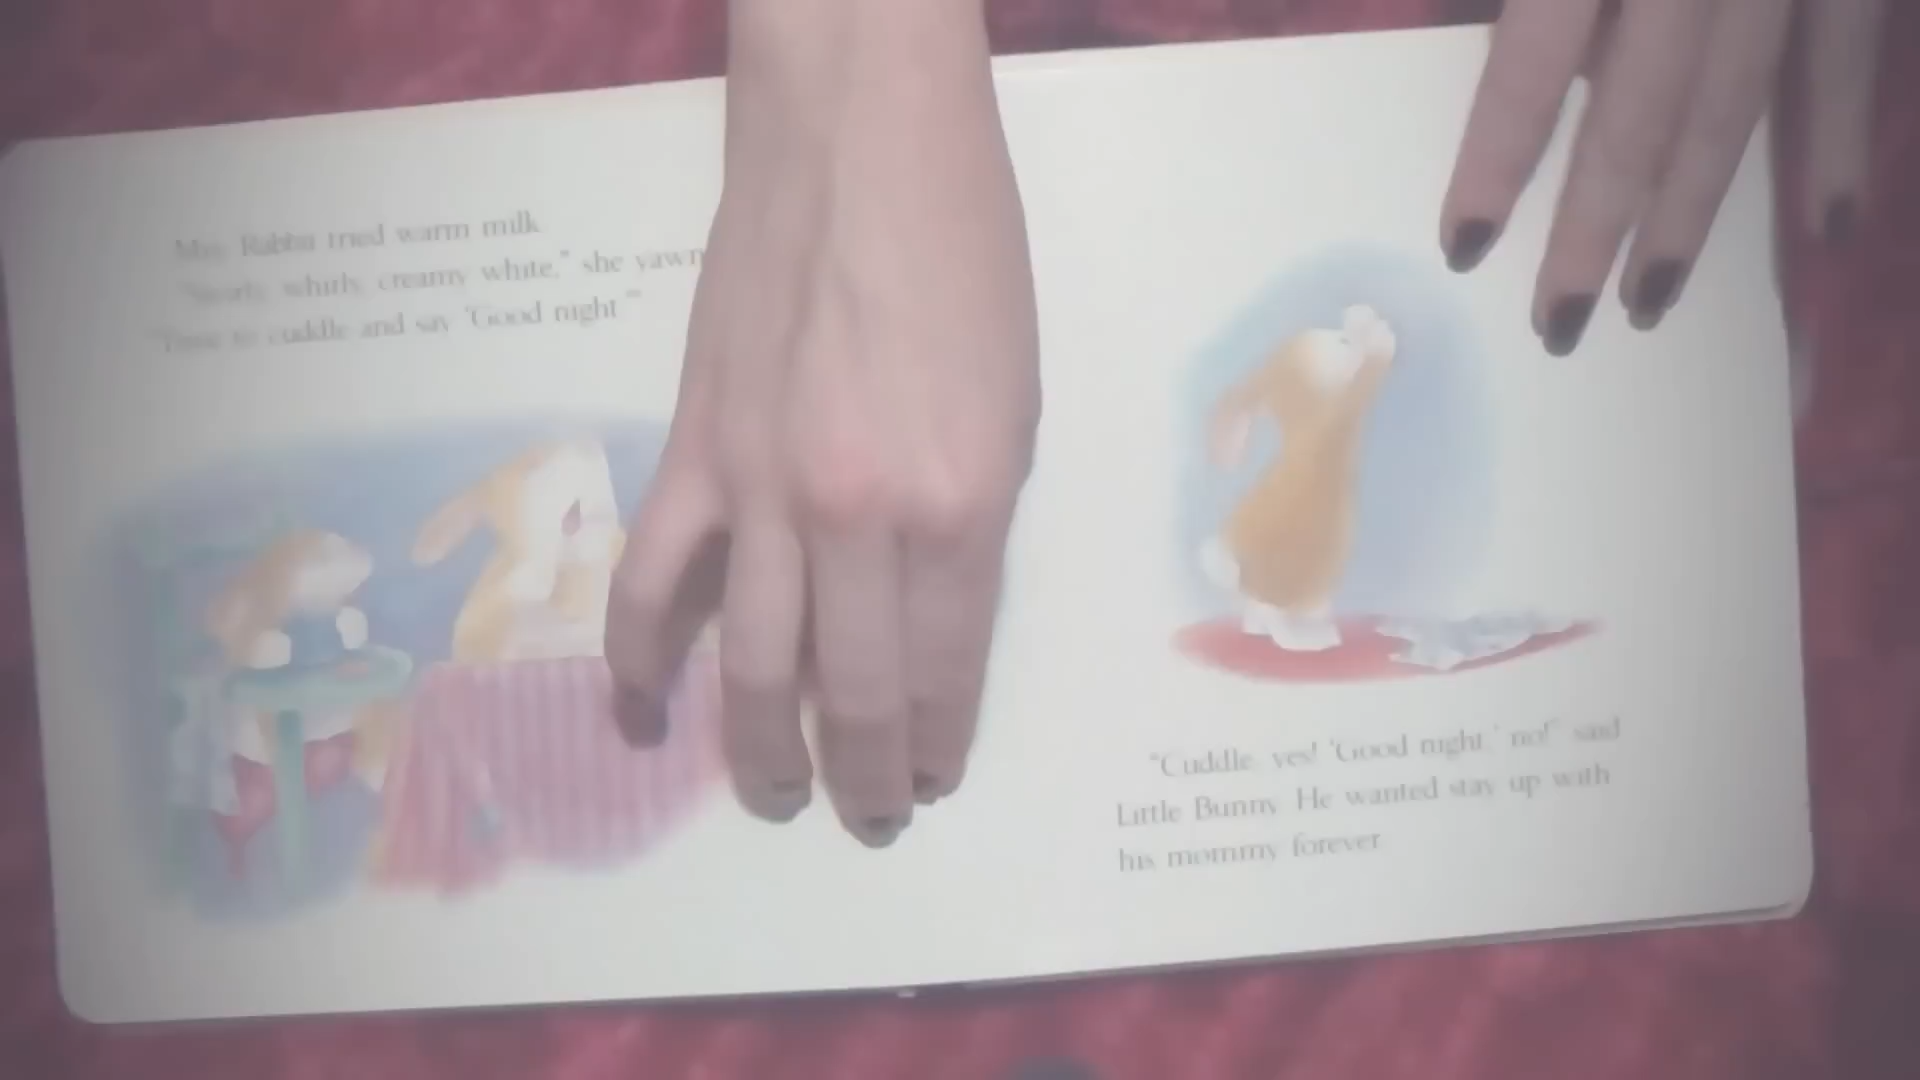 Mrs. Rabbit tried warm milk.
"Swirly, whirly, creamy white," she yawn
"Time to cuddle and say 'Good night.'"
"Cuddle, yes! 'Good night,' no!" said
Little Bunny. He wanted stay up with
his mommy forever.